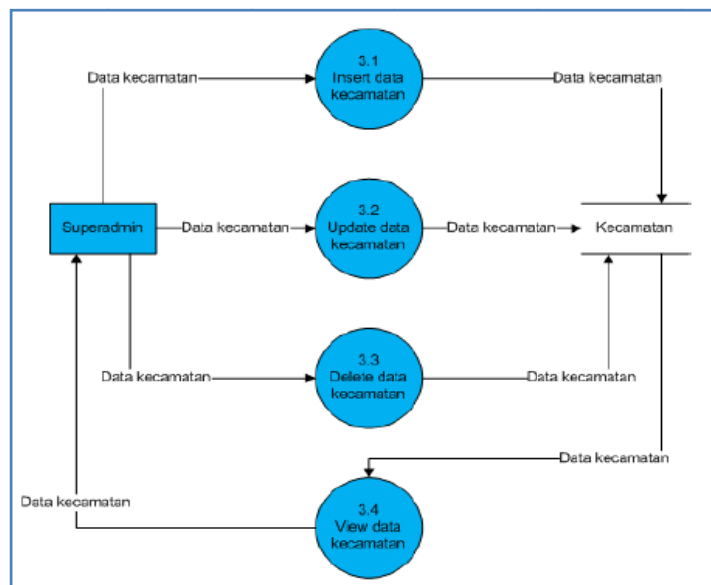 3.1
Insert data
kecamatan
Data kecamatan
Data kecamatan
3.2
Update data
kecamatan
Superadmin
Data kecamatan
Data kecamatan
Kecamatan
3.3
Delete data
kecamatan
Data kecamatan
Data kecamatan
Data kecamatan
Data kecamatan
3.4
View data
kecamatan